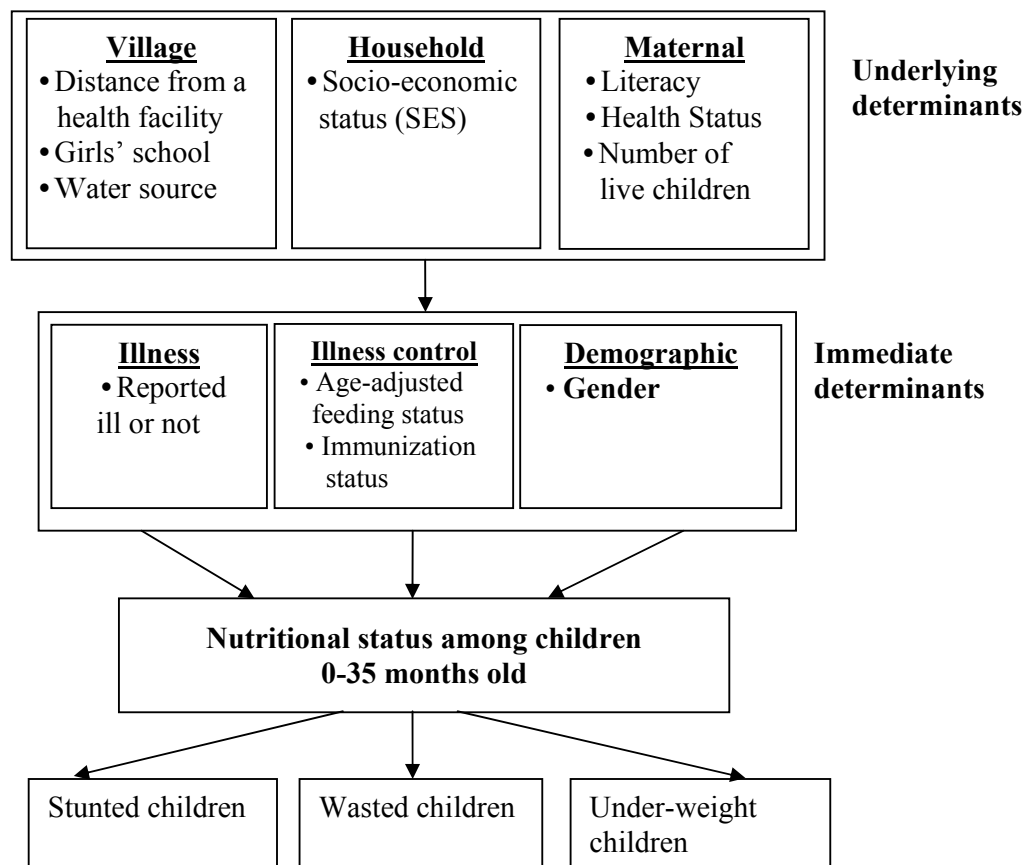 Village
• Distance from a
health facility
• Girls' school
• Water source
Household
• Socio-economic
status (SES)
Maternal
• Literacy
• Health Status
• Number of
live children
Underlying
determinants
Illness
• Reported
ill or not
Illness control
• Age-adjusted
feeding status
• Immunization
status
Demographic
• Gender
Immediate
determinants
Nutritional status among children
0-35 months old
Stunted children
Wasted children
Under-weight
children